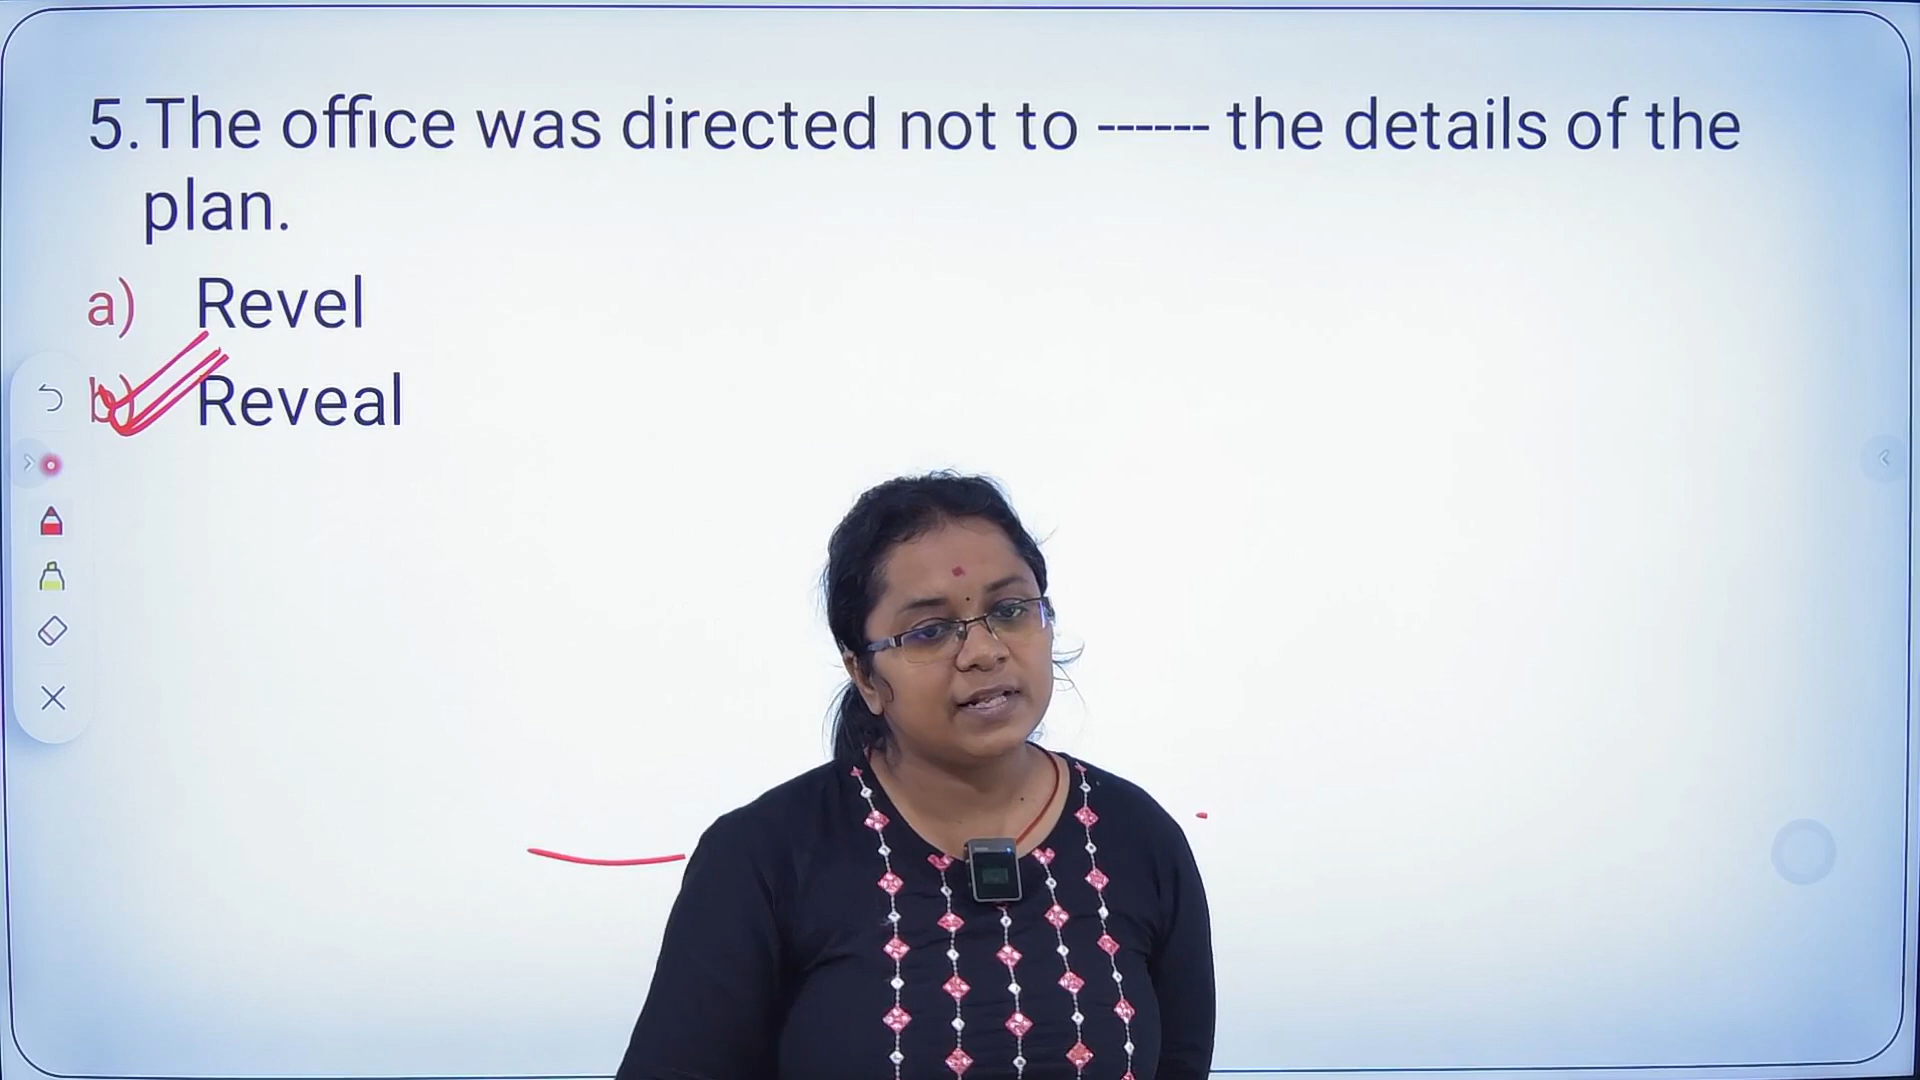 5.The office was directed not to ------ the details of the
plan.
a) Revel
b) Reveal